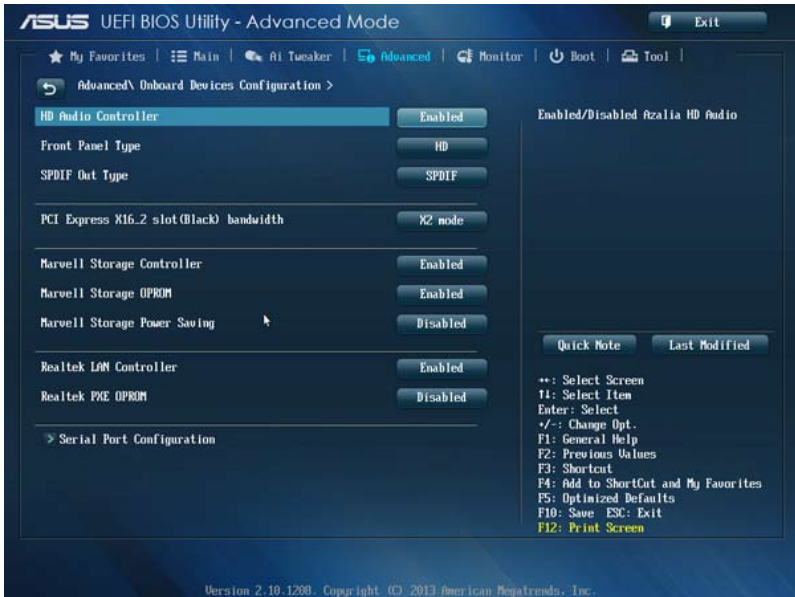 ASUS UEFI BIOS Utility - Advanced Mode
Exit
My Favorites | Main | Ai Tweaker | Advanced | Monitor | Boot | Tool |
Advanced\ Onboard Devices Configuration >
HD Audio Controller Enabled
Enabled/Disabled Azalia HD Audio
Front Panel Type HD
SPDIF Out Type SPDIF
PCI Express X16_2 slot(Black) bandwidth X2 mode
Marvell Storage Controller Enabled
Marvell Storage OPROM Enabled
Marvell Storage Power Saving Disabled
Realtek LAN Controller Enabled
Realtek PXE OPROM Disabled
> Serial Port Configuration
Quick Note Last Modified
→←: Select Screen
↑↓: Select Item
Enter: Select
+/-: Change Opt.
F1: General Help
F2: Previous Values
F3: Shortcut
F4: Add to ShortCut and My Favorites
F5: Optimized Defaults
F10: Save ESC: Exit
F12: Print Screen
Version 2.10.1208. Copyright (C) 2013 American Megatrends, Inc.